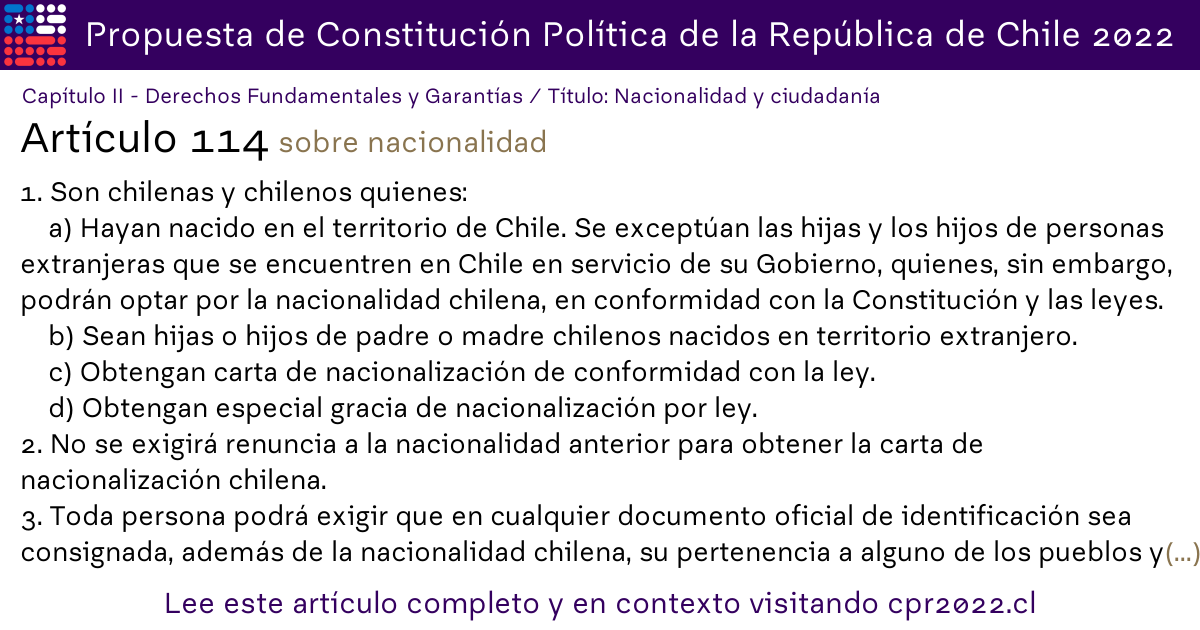 Propuesta de Constitución Política de la República de Chile 2022
Capítulo II - Derechos Fundamentales y Garantías / Título: Nacionalidad y ciudadanía
Artículo 114 sobre nacionalidad
1. Son chilenas y chilenos quienes:
a) Hayan nacido en el territorio de Chile. Se exceptúan las hijas y los hijos de personas
extranjeras que se encuentren en Chile en servicio de su Gobierno, quienes, sin embargo,
podrán optar por la nacionalidad chilena, en conformidad con la Constitución y las leyes.
b) Sean hijas o hijos de padre o madre chilenos nacidos en territorio extranjero.
c) Obtengan carta de nacionalización de conformidad con la ley.
d) Obtengan especial gracia de nacionalización por ley.
2. No se exigirá renuncia a la nacionalidad anterior para obtener la carta de
nacionalización chilena.
3. Toda persona podrá exigir que en cualquier documento oficial de identificación sea
consignada, además de la nacionalidad chilena, su pertenencia a alguno de los pueblos y(...)
Lee este artículo completo y en contexto visitando cpr2022.cl